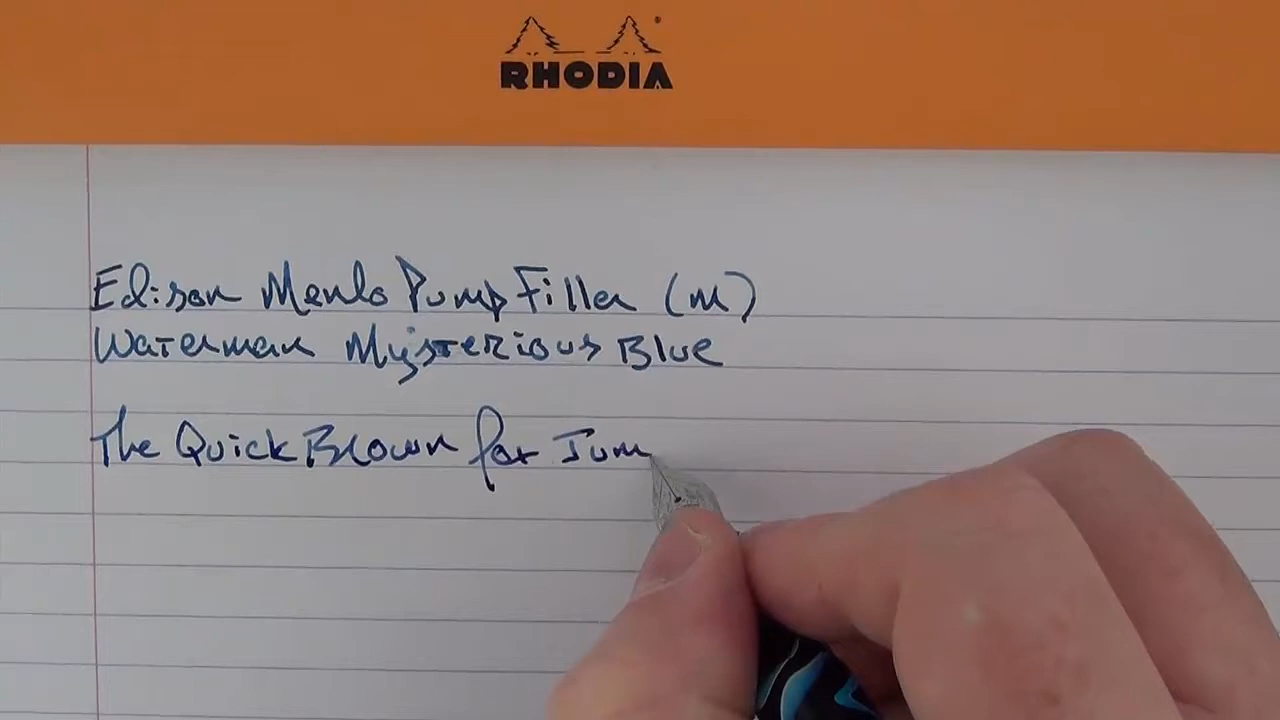 RHODIA
Edison Menlo Pump Filler (M)
Waterman Mysterious Blue
The Quick Brown fox Jum